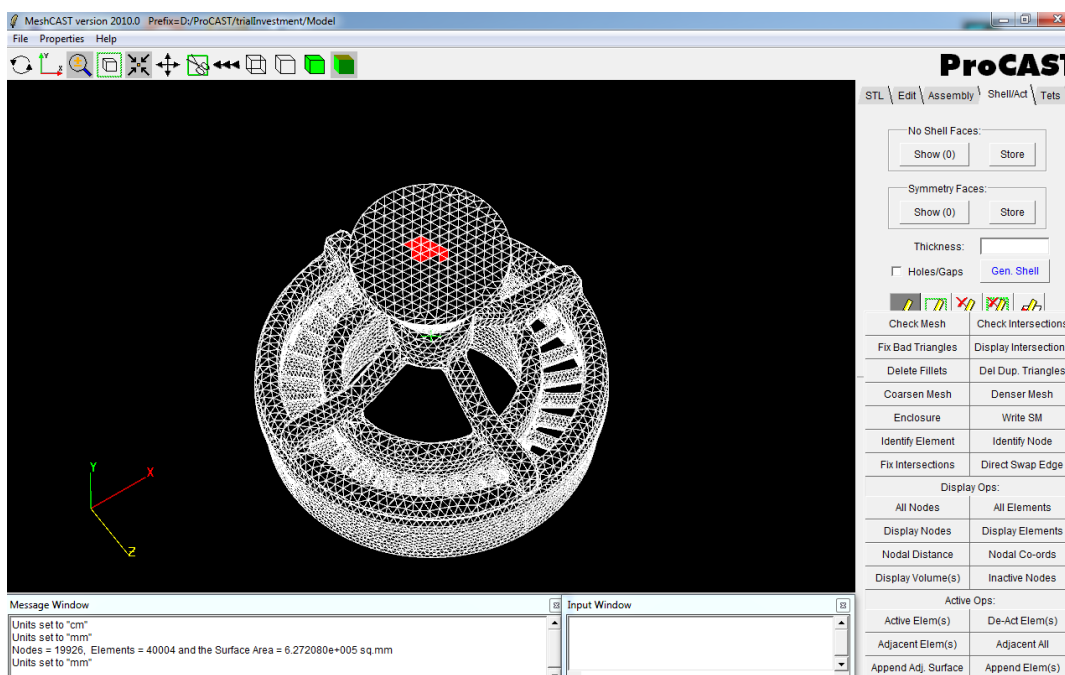 MeshCAST version 2010.0 Prefix=D:/ProCAST/trialInvestment/Model
File Properties Help
ProCAST
STL Edit Assembly Shell/Act Tets
No Shell Faces:
Show (0) Store
Symmetry Faces:
Show (0) Store
Thickness:
Holes/Gaps Gen. Shell
Check Mesh Check Intersections
Fix Bad Triangles Display Intersection
Delete Fillets Del Dup. Triangles
Coarsen Mesh Denser Mesh
Enclosure Write SM
Identify Element Identify Node
Fix Intersections Direct Swap Edge
Display Ops:
All Nodes All Elements
Display Nodes Display Elements
Nodal Distance Nodal Co-ords
Display Volume(s) Inactive Nodes
Active Ops:
Active Elem(s) De-Act Elem(s)
Adjacent Elem(s) Adjacent All
Append Adj. Surface Append Elem(s)
Y
X
Z
Message Window
Units set to "cm"
Units set to "mm"
Nodes = 19926, Elements = 40004 and the Surface Area = 6.272080e+005 sq.mm
Units set to "mm"
Input Window